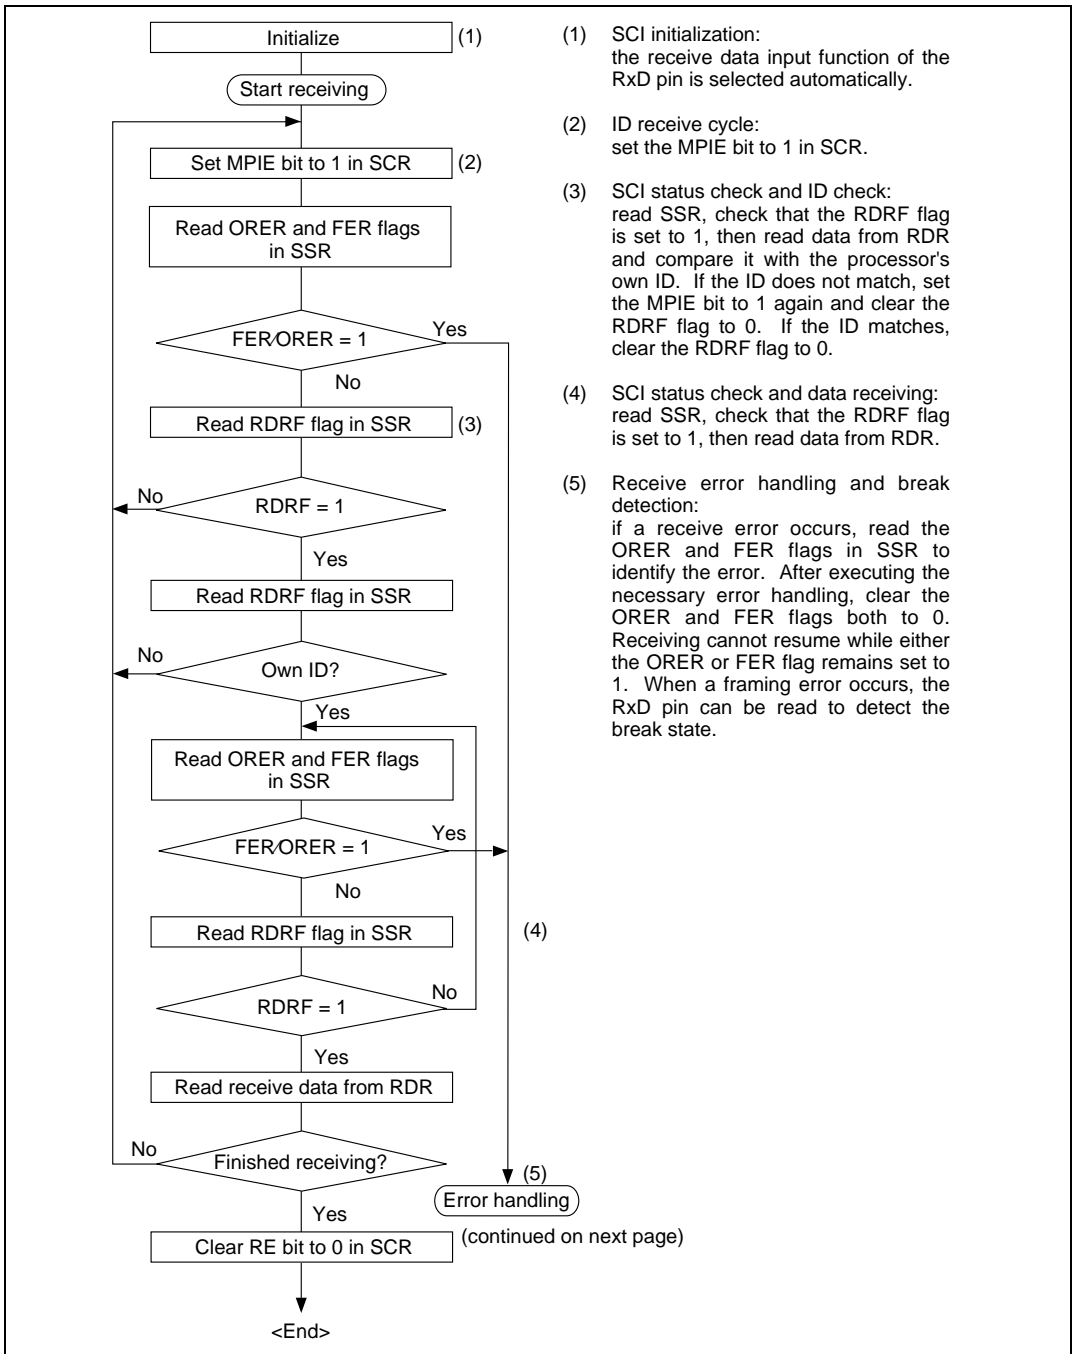 Initialize (1)
Start receiving
Set MPIE bit to 1 in SCR (2)
Read ORER and FER flags
in SSR
FER∕ORER = 1
Yes
No
Read RDRF flag in SSR (3)
No
RDRF = 1
Yes
Read RDRF flag in SSR
No
Own ID?
Yes
Read ORER and FER flags
in SSR
FER∕ORER = 1
Yes
No
Read RDRF flag in SSR (4)
RDRF = 1
No
Yes
Read receive data from RDR
No
Finished receiving?
(5)
Error handling
Yes
Clear RE bit to 0 in SCR
(continued on next page)
<End>
(1) SCI initialization:
the receive data input function of the
RxD pin is selected automatically.
(2) ID receive cycle:
set the MPIE bit to 1 in SCR.
(3) SCI status check and ID check:
read SSR, check that the RDRF flag
is set to 1, then read data from RDR
and compare it with the processor's
own ID. If the ID does not match, set
the MPIE bit to 1 again and clear the
RDRF flag to 0. If the ID matches,
clear the RDRF flag to 0.
(4) SCI status check and data receiving:
read SSR, check that the RDRF flag
is set to 1, then read data from RDR.
(5) Receive error handling and break
detection:
if a receive error occurs, read the
ORER and FER flags in SSR to
identify the error. After executing the
necessary error handling, clear the
ORER and FER flags both to 0.
Receiving cannot resume while either
the ORER or FER flag remains set to
1. When a framing error occurs, the
RxD pin can be read to detect the
break state.